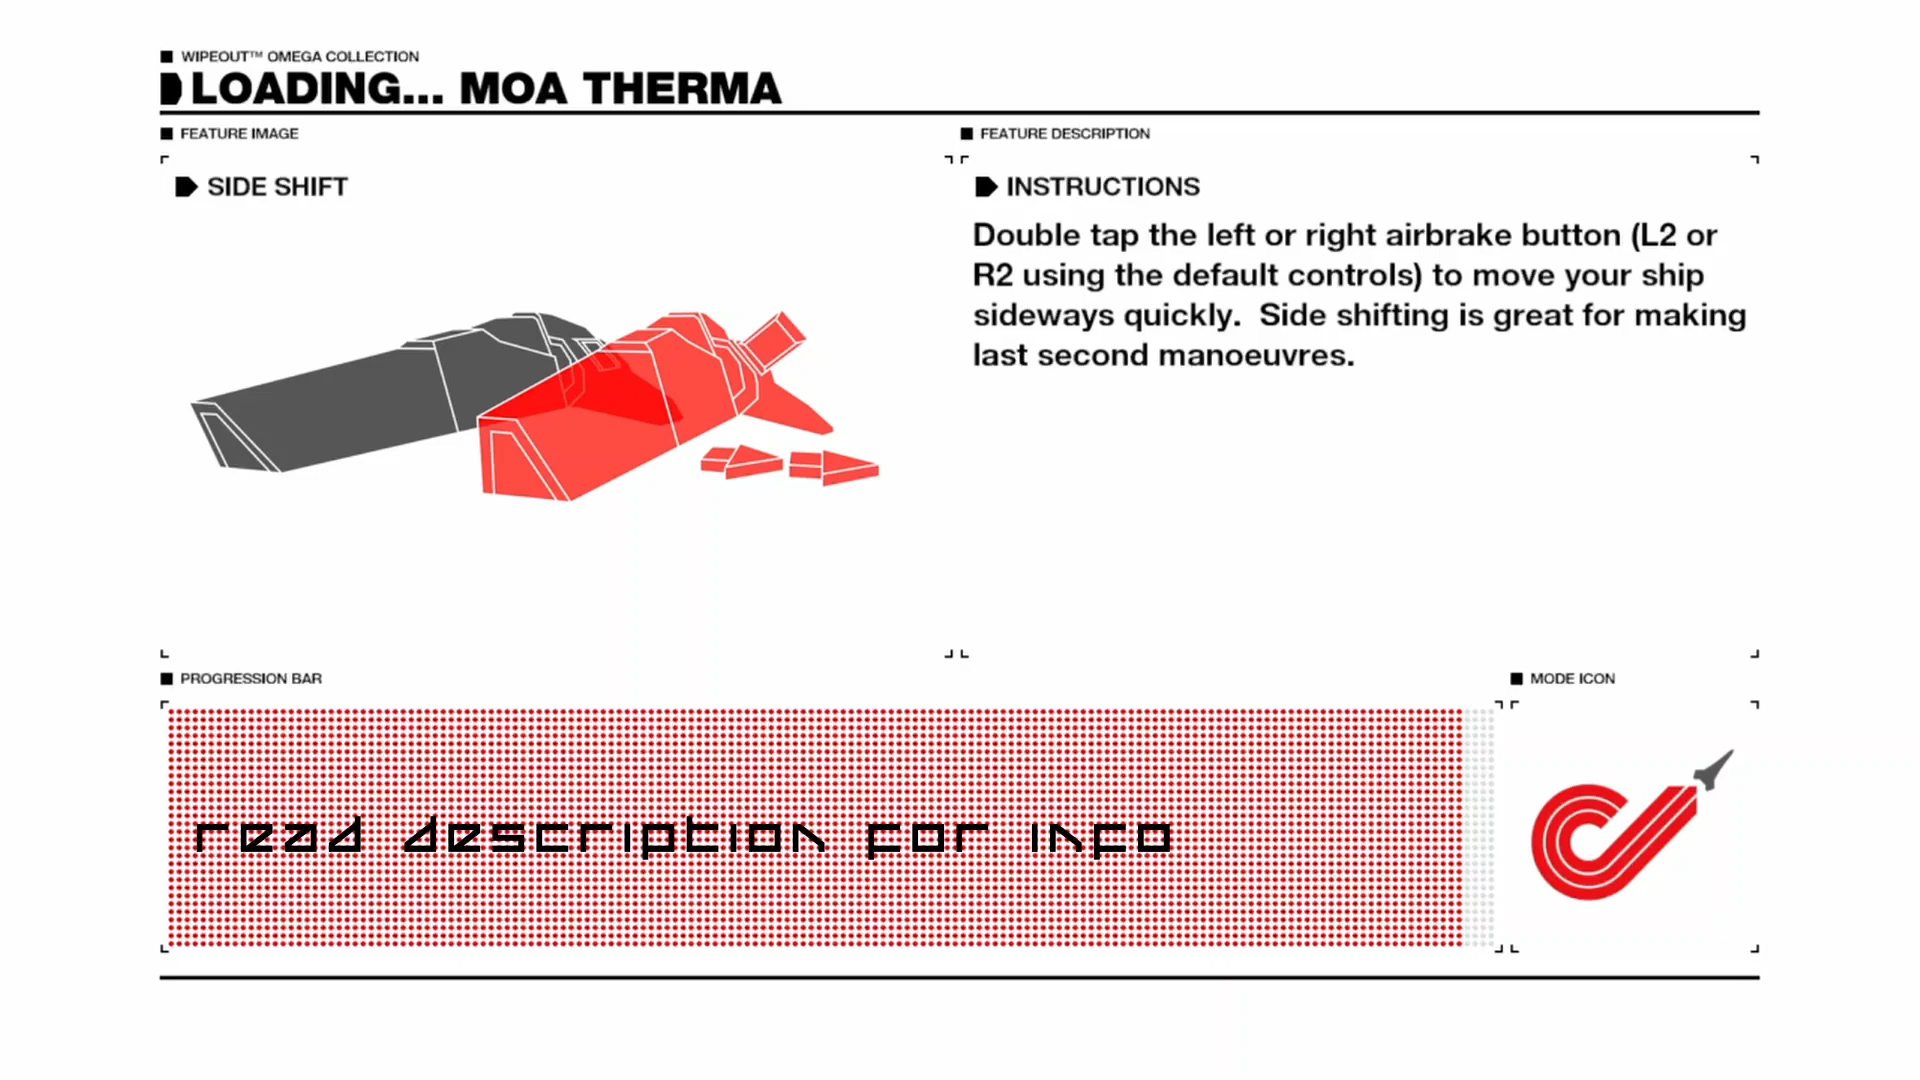 WIPEOUT™ OMEGA COLLECTION
LOADING... MOA THERMA
FEATURE IMAGE
SIDE SHIFT
FEATURE DESCRIPTION
INSTRUCTIONS
Double tap the left or right airbrake button (L2 or
R2 using the default controls) to move your ship
sideways quickly.  Side shifting is great for making
last second manoeuvres.
PROGRESSION BAR
read description for info
MODE ICON